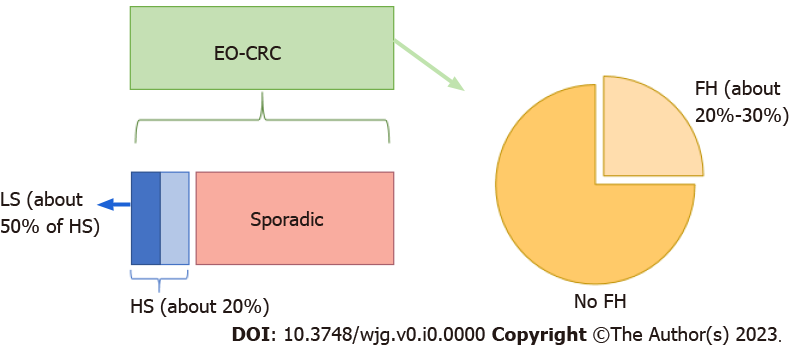 EO-CRC
FH (about
20%-30%)
LS (about
50% of HS)
Sporadic
HS (about 20%)
No FH
DOI: 10.3748/wjg.v0.i0.0000 Copyright ©The Author(s) 2023.